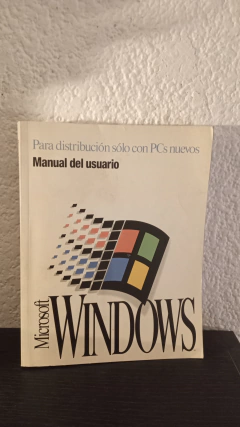 Para distribución sólo con PCs nuevos
Manual del usuario
Microsoft
WINDOWS